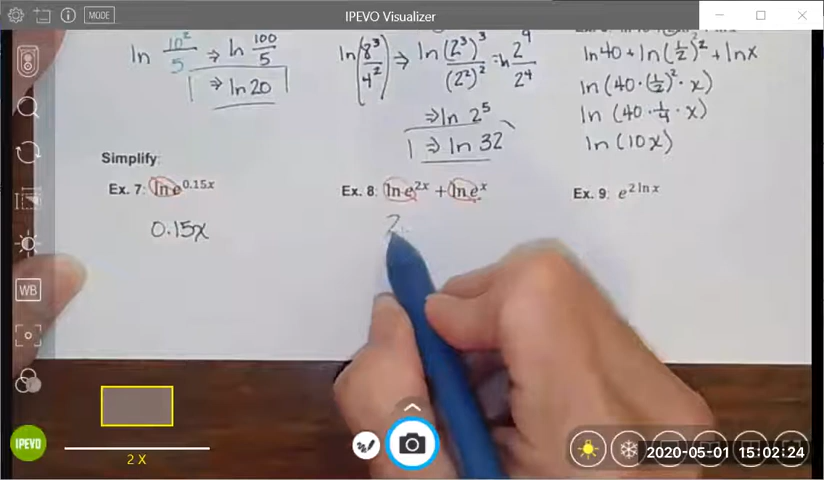 IPEVO Visualizer
MODE
ln 10²/5 ⇒ ln 100/5
⇒ ln 20
ln(8³/4²) ⇒ ln (2³)³/(2²)² = ln 2⁹/2⁴
⇒ ln 2⁵
⇒ ln 32
ln 40 + ln(½)² + ln x
ln(40 · (½)² · x)
ln(40 · ¼ · x)
ln(10x)
Simplify:
Ex. 7: ln e^0.15x
0.15x
Ex. 8: ln e^2x + ln e^x
2
Ex. 9: e^2 ln x
WB
IPEVO
2 X
2020-05-01 15:02:24